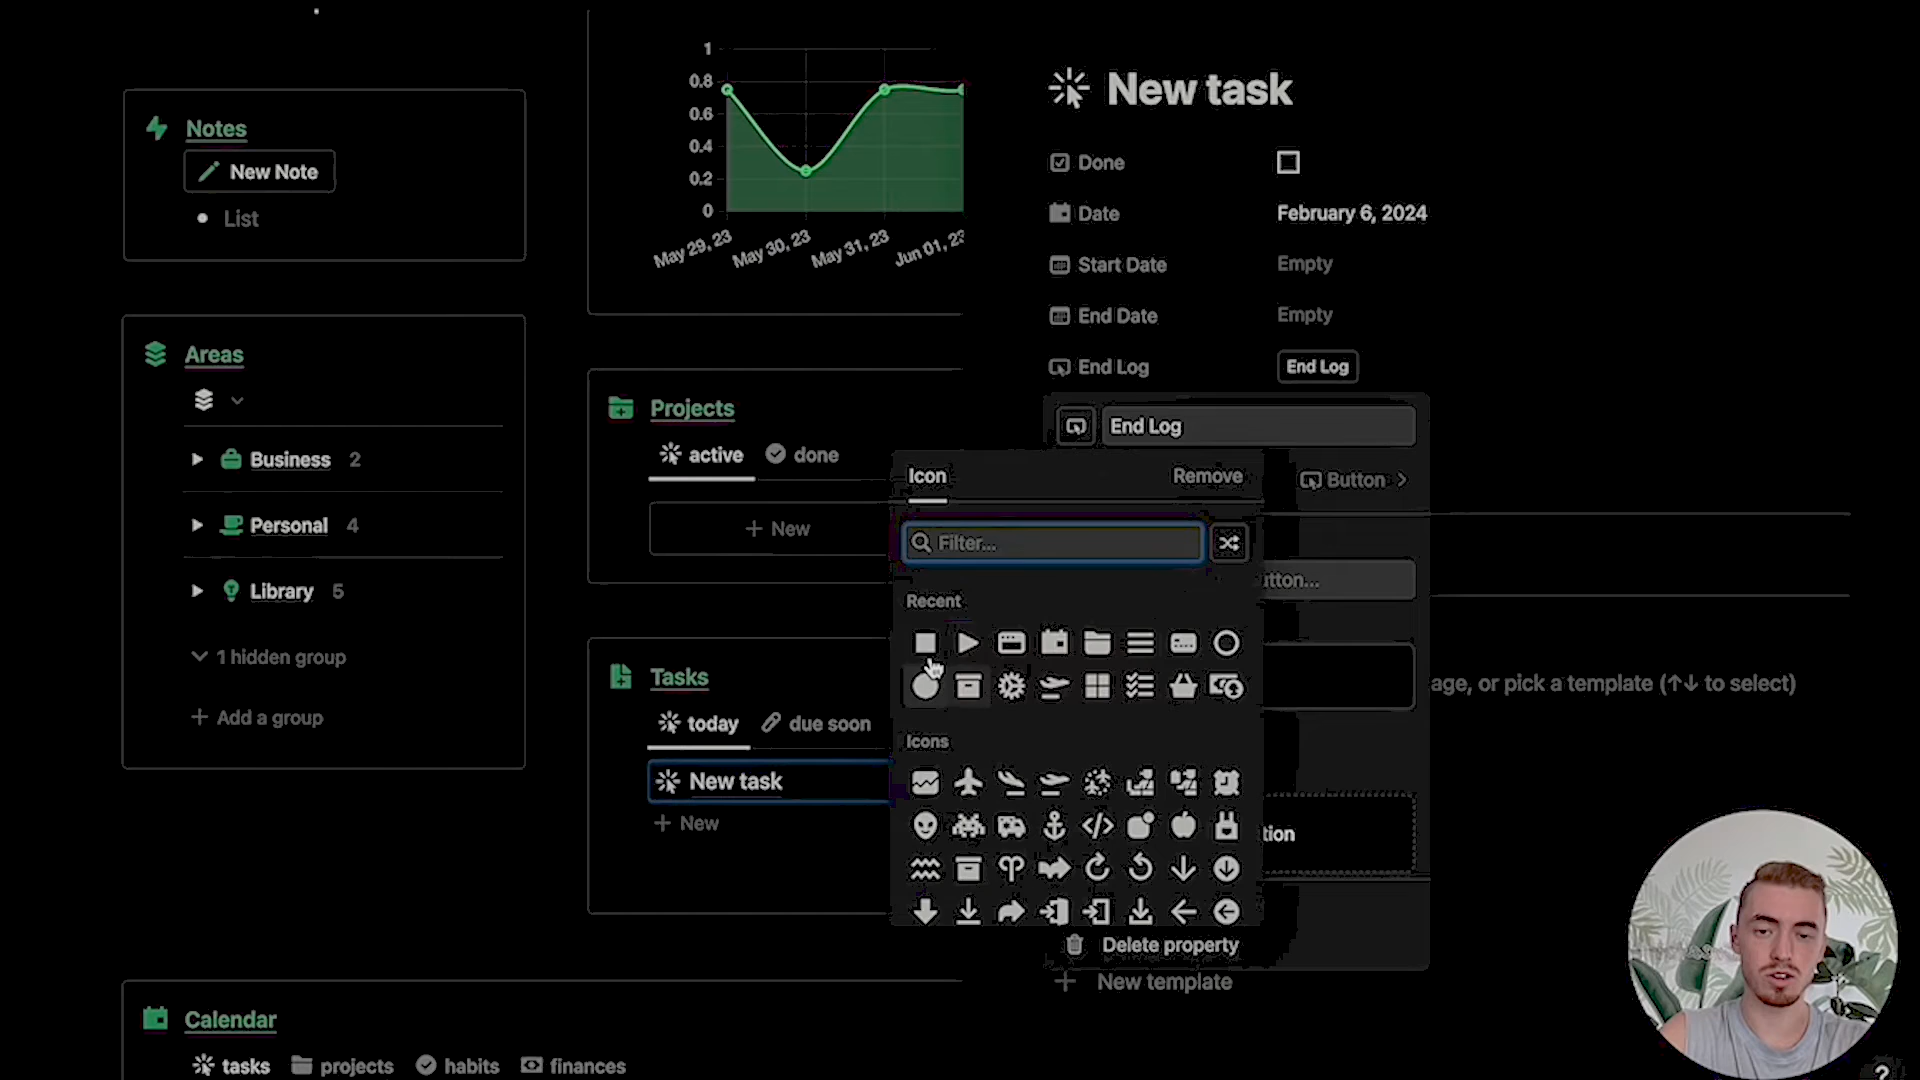 Notes
New Note
List
Areas
Business 2
Personal 4
Library 5
1 hidden group
Add a group
1
0.8
0.6
0.4
0.2
0
May 29, 23
May 30, 23
May 31, 23
Jun 01, 23
Projects
active done
+ New
Tasks
today due soon
New task
+ New
Calendar
tasks projects habits finances
New task
Done
Date February 6, 2024
Start Date Empty
End Date Empty
End Log End Log
End Log
Button
Icon Remove
Filter...
Recent
Icons
age, or pick a template (↑↓ to select)
Delete property
+ New template
?